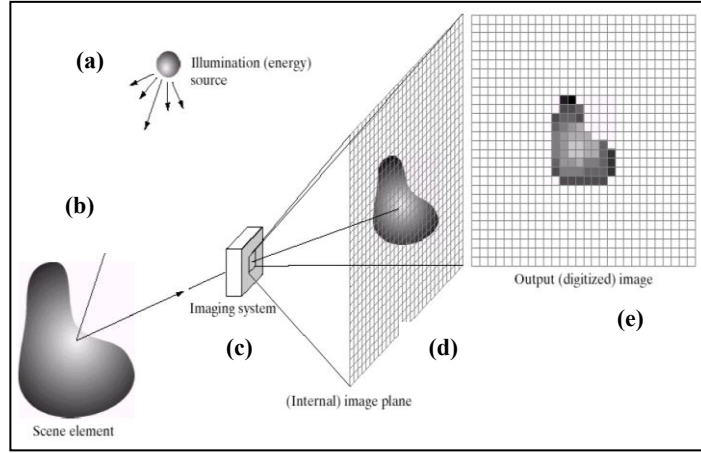 (a)
Illumination (energy)
source
(b)
Scene element
Imaging system
(c)
(Internal) image plane
(d)
Output (digitized) image
(e)